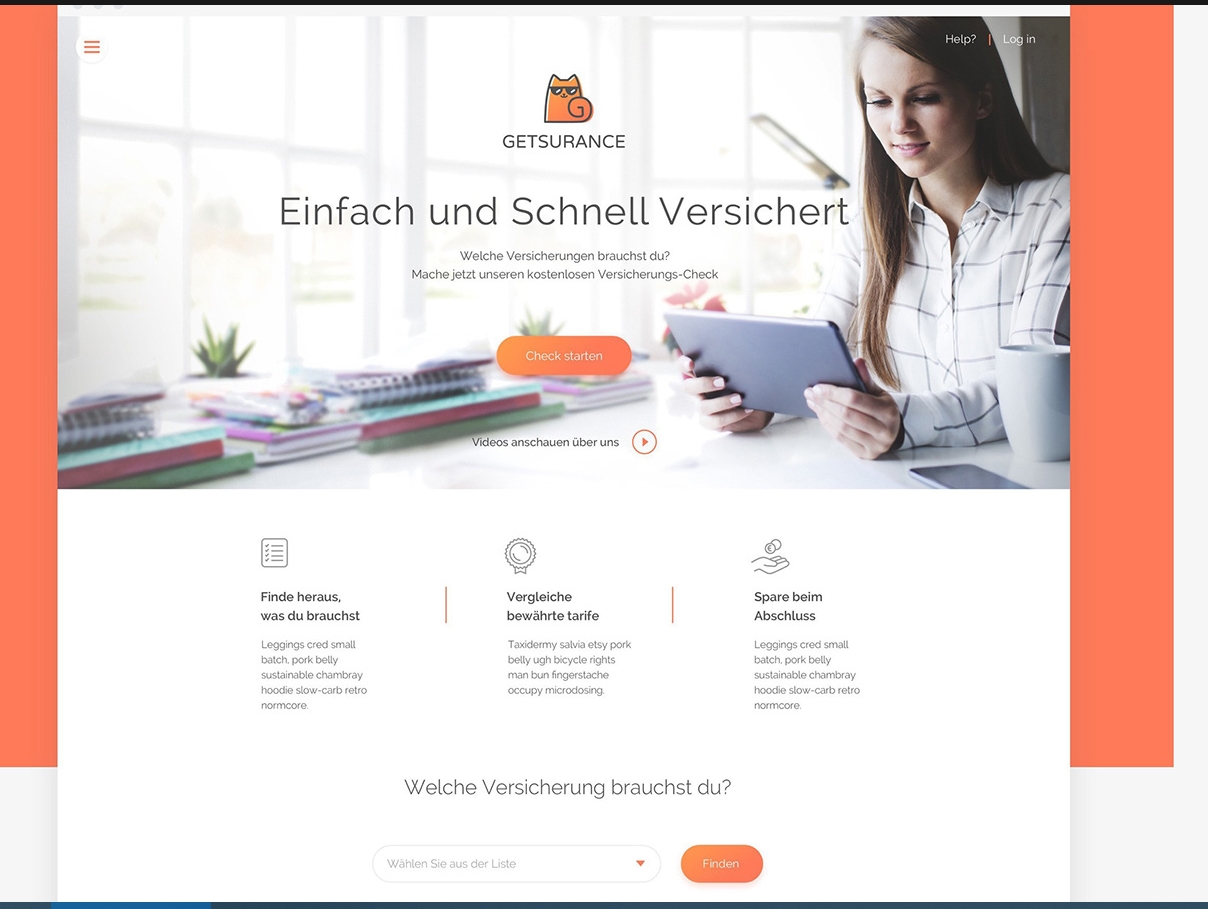 Help? | Log in
GETSURANCE
Einfach und Schnell Versichert
Welche Versicherungen brauchst du?
Mache jetzt unseren kostenlosen Versicherungs-Check
Check starten
Videos anschauen über uns
Finde heraus,
was du brauchst
Leggings cred small
batch, pork belly
sustainable chambray
hoodie slow-carb retro
normcore.
Vergleiche
bewährte tarife
Taxidermy salvia etsy pork
belly ugh bicycle rights
man bun fingerstache
occupy microdosing.
Spare beim
Abschluss
Leggings cred small
batch, pork belly
sustainable chambray
hoodie slow-carb retro
normcore.
Welche Versicherung brauchst du?
Wählen Sie aus der Liste
Finden